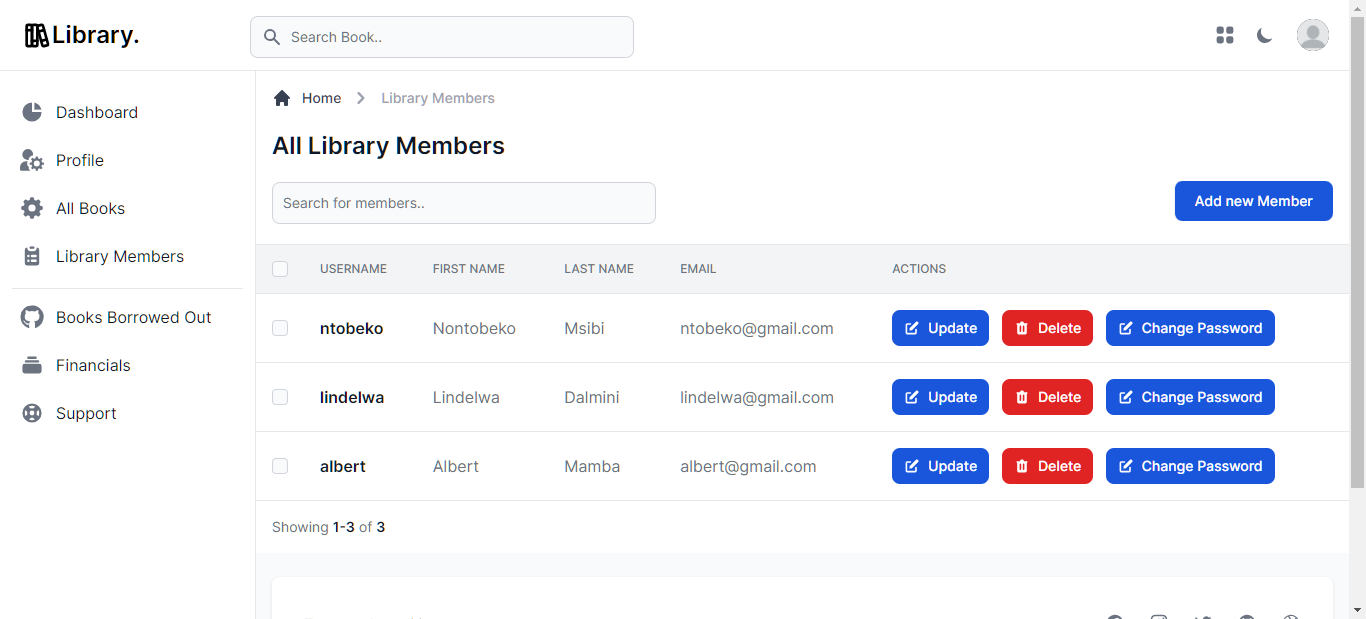 Library.
Search Book..
Dashboard
Profile
All Books
Library Members
Books Borrowed Out
Financials
Support
Home
Library Members
All Library Members
Search for members..
Add new Member
USERNAME FIRST NAME LAST NAME EMAIL ACTIONS
ntobeko Nontobeko Msibi ntobeko@gmail.com Update Delete Change Password
lindelwa Lindelwa Dalmini lindelwa@gmail.com Update Delete Change Password
albert Albert Mamba albert@gmail.com Update Delete Change Password
Showing 1-3 of 3